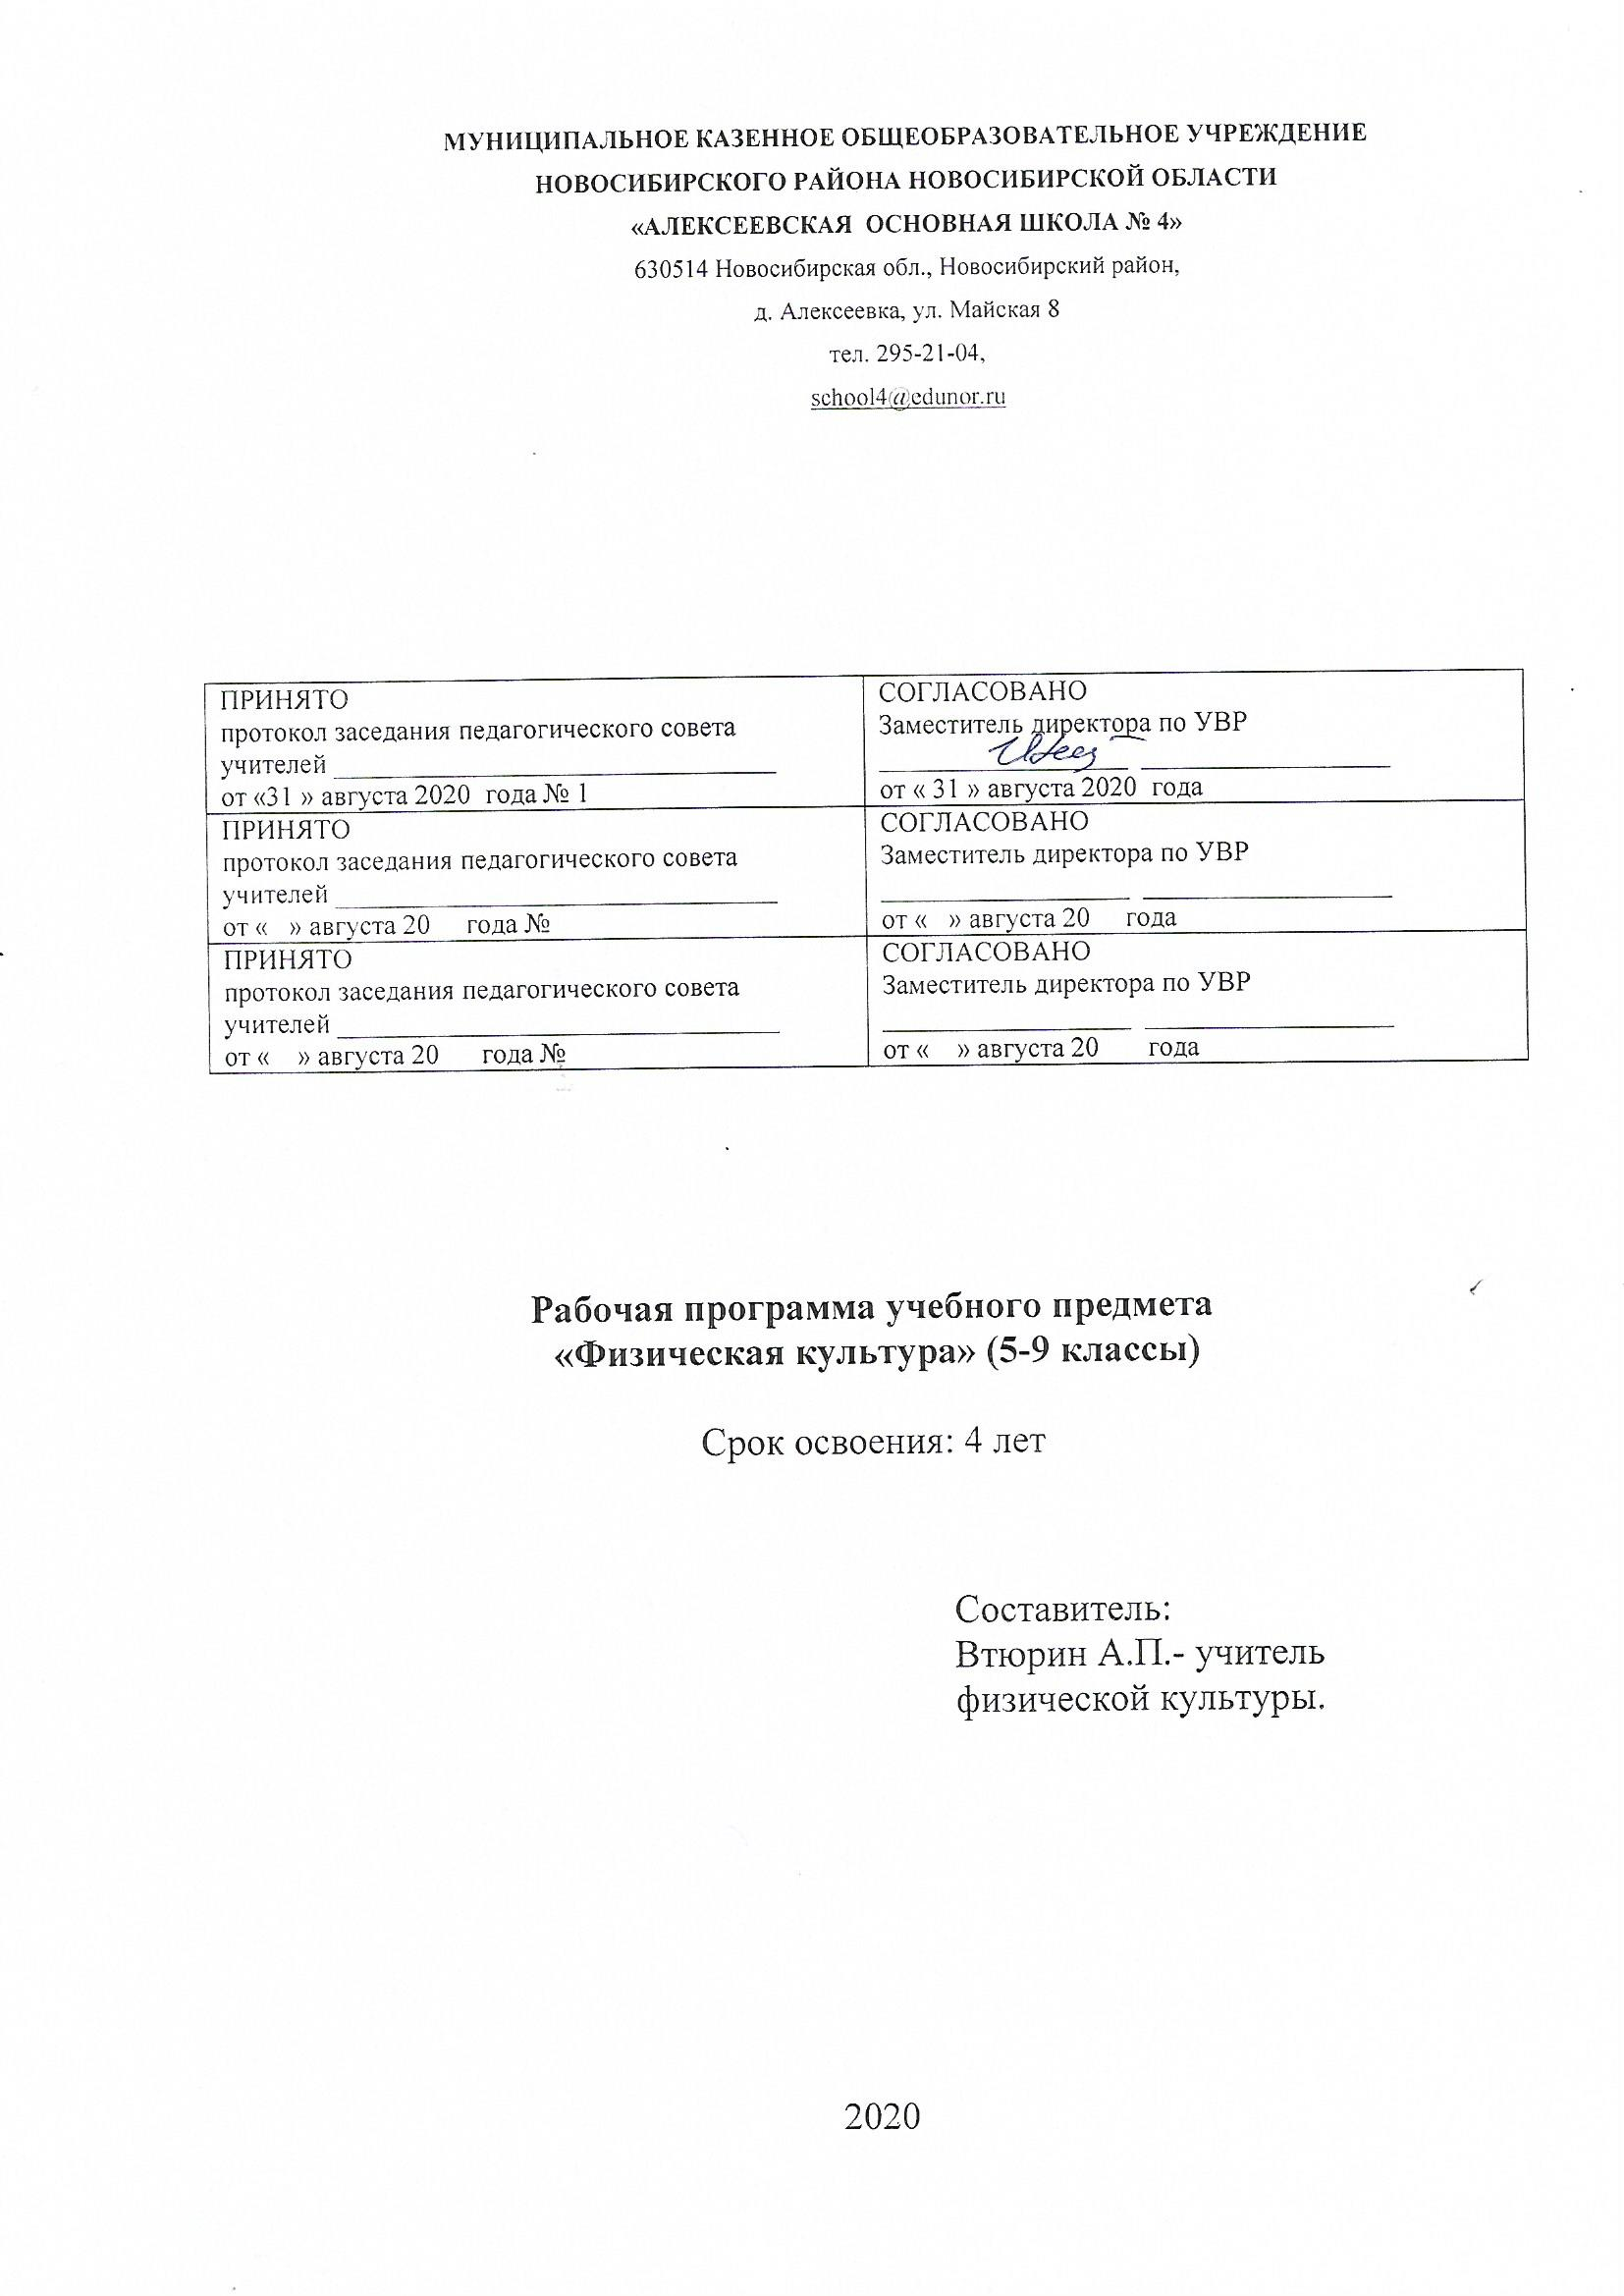 МУНИЦИПАЛЬНОЕ КАЗЕННОЕ ОБЩЕОБРАЗОВАТЕЛЬНОЕ УЧРЕЖДЕНИЕ
НОВОСИБИРСКОГО РАЙОНА НОВОСИБИРСКОЙ ОБЛАСТИ
«АЛЕКСЕЕВСКАЯ ОСНОВНАЯ ШКОЛА № 4»
630514 Новосибирская обл., Новосибирский район,
д. Алексеевка, ул. Майская 8
тел. 295-21-04,
school4@edunor.ru
ПРИНЯТО
протокол заседания педагогического совета
учителей
от «31 » августа 2020 года № 1
СОГЛАСОВАНО
Заместитель директора по УВР
от « 31 » августа 2020 года
ПРИНЯТО
протокол заседания педагогического совета
учителей
от « » августа 20 года №
СОГЛАСОВАНО
Заместитель директора по УВР
от « » августа 20 года
ПРИНЯТО
протокол заседания педагогического совета
учителей
от « » августа 20 года №
СОГЛАСОВАНО
Заместитель директора по УВР
от « » августа 20 года
Рабочая программа учебного предмета
«Физическая культура» (5-9 классы)
Срок освоения: 4 лет
Составитель:
Втюрин А.П.- учитель
физической культуры.
2020